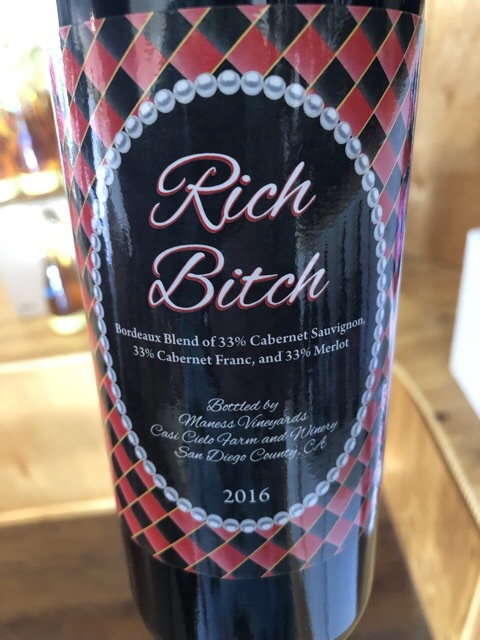 Rich
Bitch
Bordeaux Blend of 33% Cabernet Sauvignon,
33% Cabernet Franc, and 33% Merlot
Bottled by
Maness Vineyards
Casi Cielo Farm and Winery
San Diego County, CA
2016